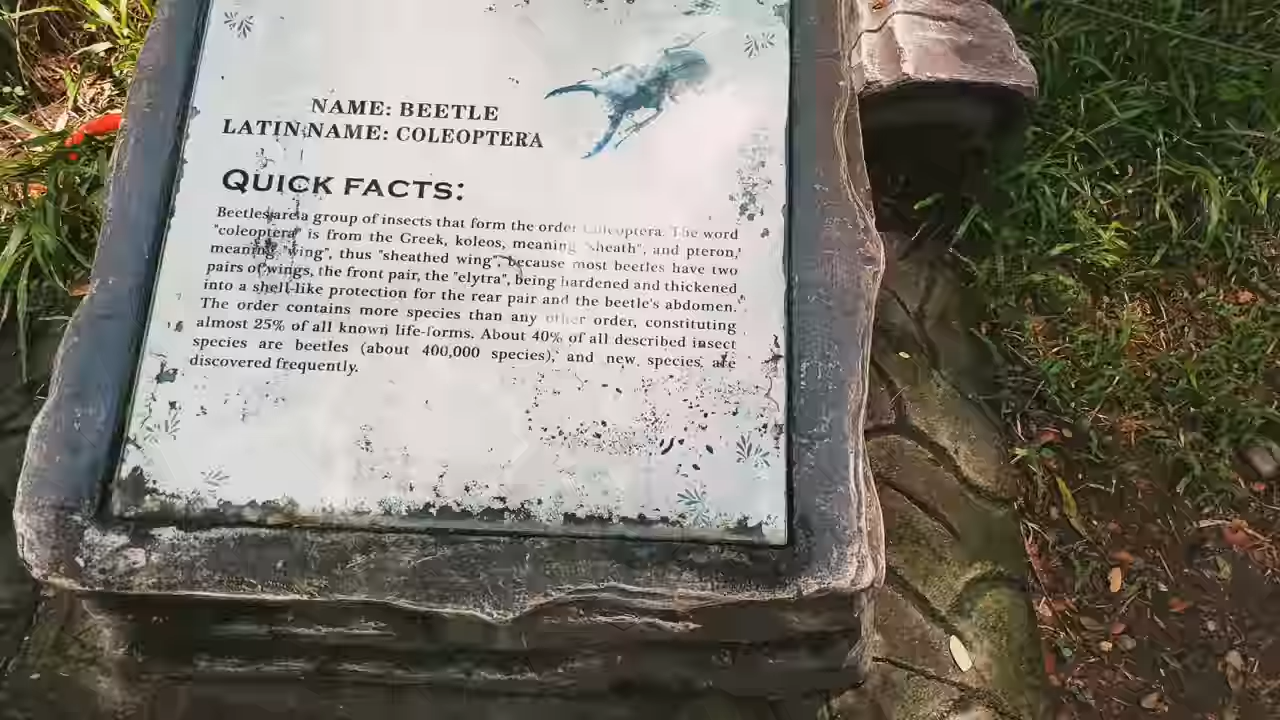 NAME: BEETLE
LATIN NAME: COLEOPTERA
QUICK FACTS:
Beetles are a group of insects that form the order Coleoptera. The word
"coleoptera" is from the Greek, koleos, meaning "sheath", and pteron,
meaning "wing", thus "sheathed wing", because most beetles have two
pairs of wings, the front pair, the "elytra", being hardened and thickened
into a shell-like protection for the rear pair and the beetle's abdomen.
The order contains more species than any other order, constituting
almost 25% of all known life-forms. About 40% of all described insect
species are beetles (about 400,000 species), and new species are
discovered frequently.